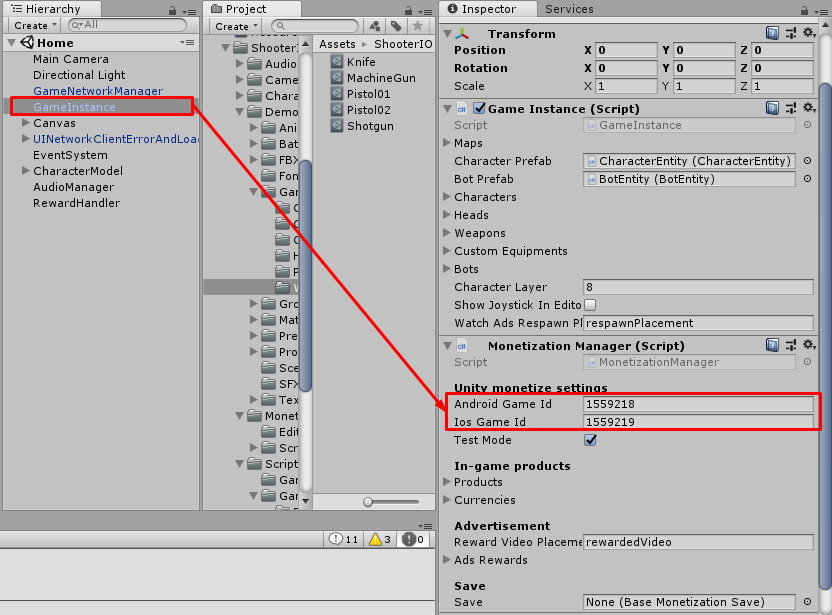 Hierarchy
Create
All
Home
Main Camera
Directional Light
GameNetworkManager
GameInstance
Canvas
UINetworkClientErrorAndLoa
EventSystem
CharacterModel
AudioManager
RewardHandler
Project
Create
Shooter
Audio
Came
Chara
Demo
Ani
Bat
FBX
Fon
Gam
Gro
Mat
Pre
Pro
Sce
SFX
Tex
Monet
Edit
Scr
Script
Gar
Gar
Assets ShooterIO
Knife
MachineGun
Pistol01
Pistol02
Shotgun
11
3
0
Inspector
Services
Transform
Position X 0 Y 0 Z 0
Rotation X 0 Y 0 Z 0
Scale X 1 Y 1 Z 1
Game Instance (Script)
Script GameInstance
Maps
Character Prefab CharacterEntity (CharacterEntity)
Bot Prefab BotEntity (BotEntity)
Characters
Heads
Weapons
Custom Equipments
Bots
Character Layer 8
Show Joystick In Edito
Watch Ads Respawn Pl respawnPlacement
Monetization Manager (Script)
Script MonetizationManager
Unity monetize settings
Android Game Id 1559218
Ios Game Id 1559219
Test Mode
In-game products
Products
Currencies
Advertisement
Reward Video Placeme rewardedVideo
Ads Rewards
Save
Save None (Base Monetization Save)